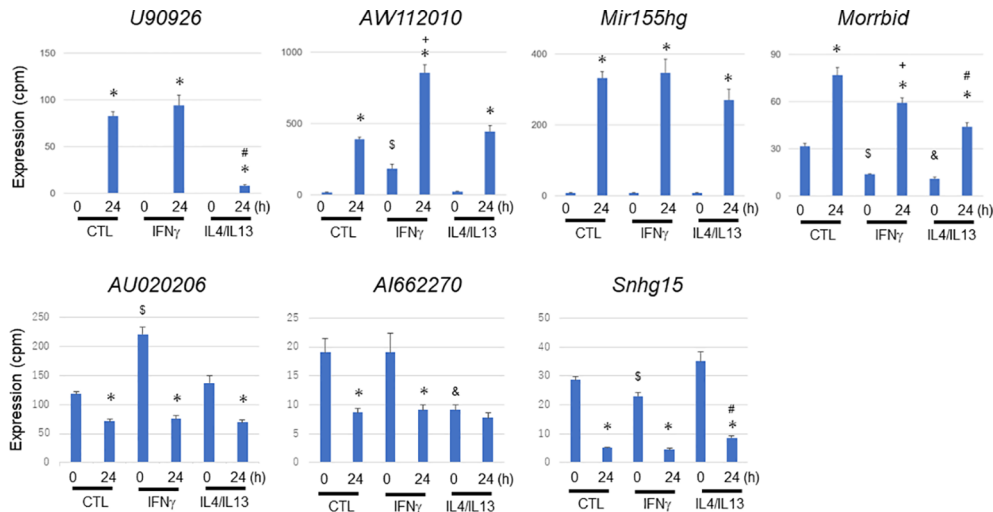 U90926
AW112010
Mir155hg
Morrbid
Expression (cpm)
150
100
50
0
*
*
#
*
0 24 0 24 0 24 (h)
CTL IFNγ IL4/IL13
1000
500
0
*
$
+
*
*
0 24 0 24 0 24 (h)
CTL IFNγ IL4/IL13
400
200
0
*
*
*
0 24 0 24 0 24 (h)
CTL IFNγ IL4/IL13
90
60
30
0
*
$
+
*
&
#
*
0 24 0 24 0 24 (h)
CTL IFNγ IL4/IL13
AU020206
AI662270
Snhg15
Expression (cpm)
250
200
150
100
50
0
*
$
*
*
0 24 0 24 0 24 (h)
CTL IFNγ IL4/IL13
25
20
15
10
5
0
*
*
&
0 24 0 24 0 24 (h)
CTL IFNγ IL4/IL13
50
40
30
20
10
0
*
$
*
#
*
0 24 0 24 0 24 (h)
CTL IFNγ IL4/IL13